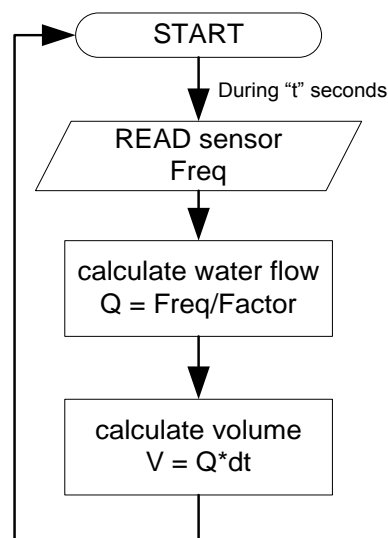 START
During “t” seconds
READ sensor
Freq
calculate water flow
Q = Freq/Factor
calculate volume
V = Q*dt